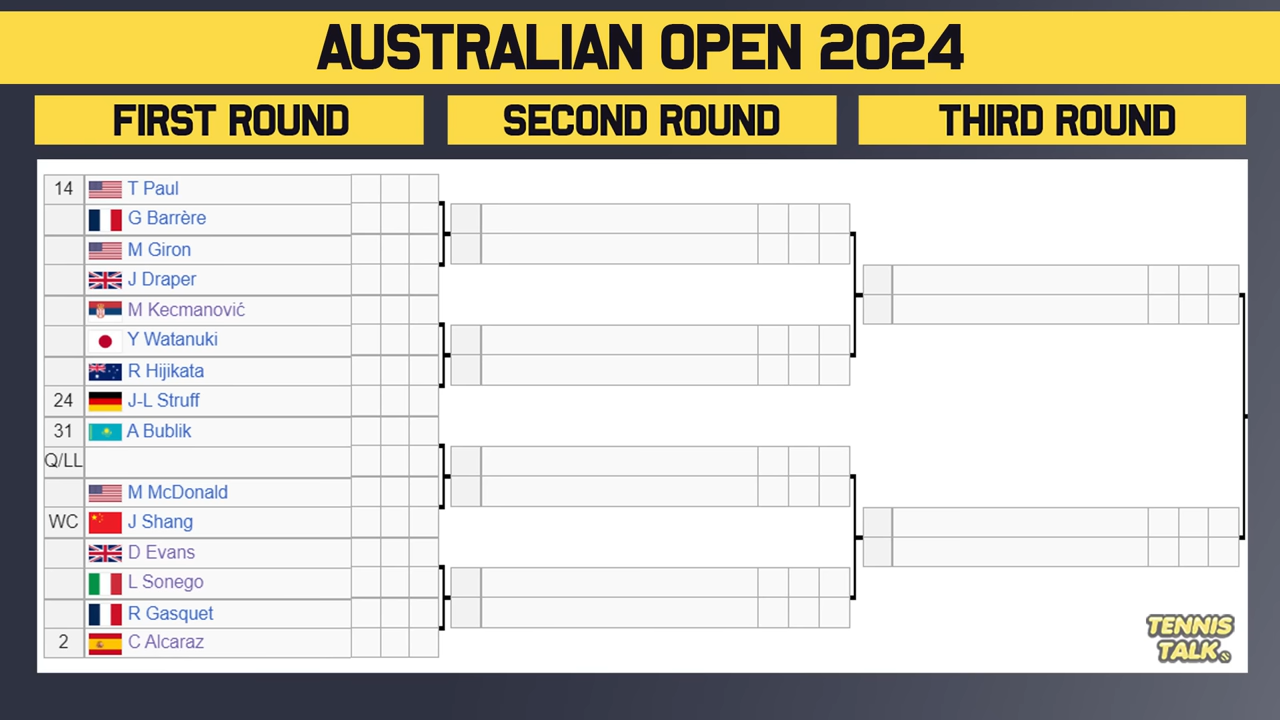 AUSTRALIAN OPEN 2024
FIRST ROUND
SECOND ROUND
THIRD ROUND
14 T Paul
G Barrère
M Giron
J Draper
M Kecmanović
Y Watanuki
R Hijikata
24 J-L Struff
31 A Bublik
Q/LL
M McDonald
WC J Shang
D Evans
L Sonego
R Gasquet
2 C Alcaraz
TENNIS
TALK